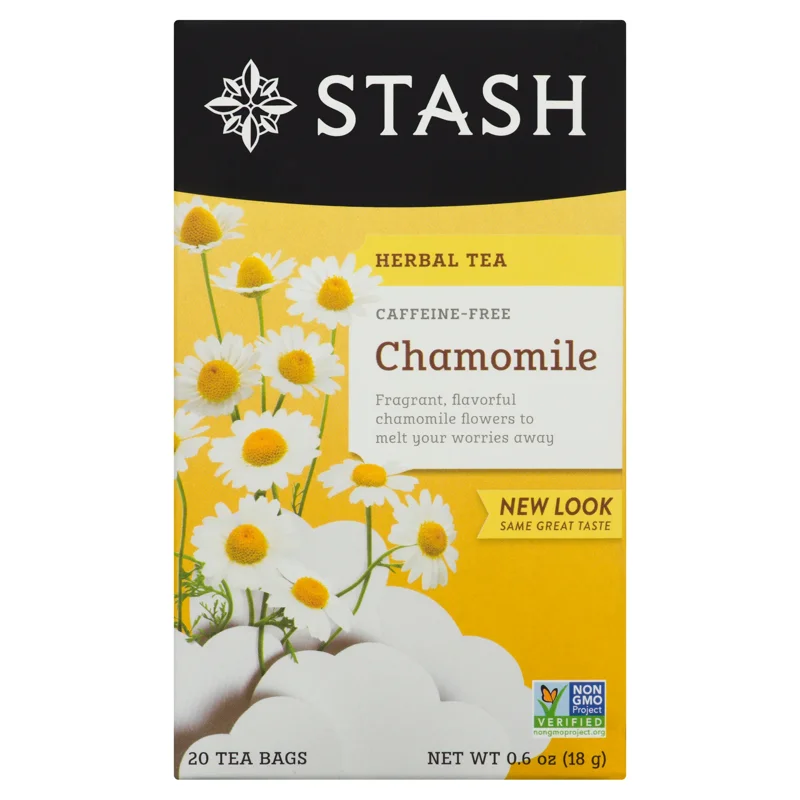 STASH
HERBAL TEA
CAFFEINE-FREE
Chamomile
Fragrant, flavorful
chamomile flowers to
melt your worries away
NEW LOOK
SAME GREAT TASTE
NON
GMO
Project
VERIFIED
nongmoproject.org
20 TEA BAGS
NET WT 0.6 oz (18 g)